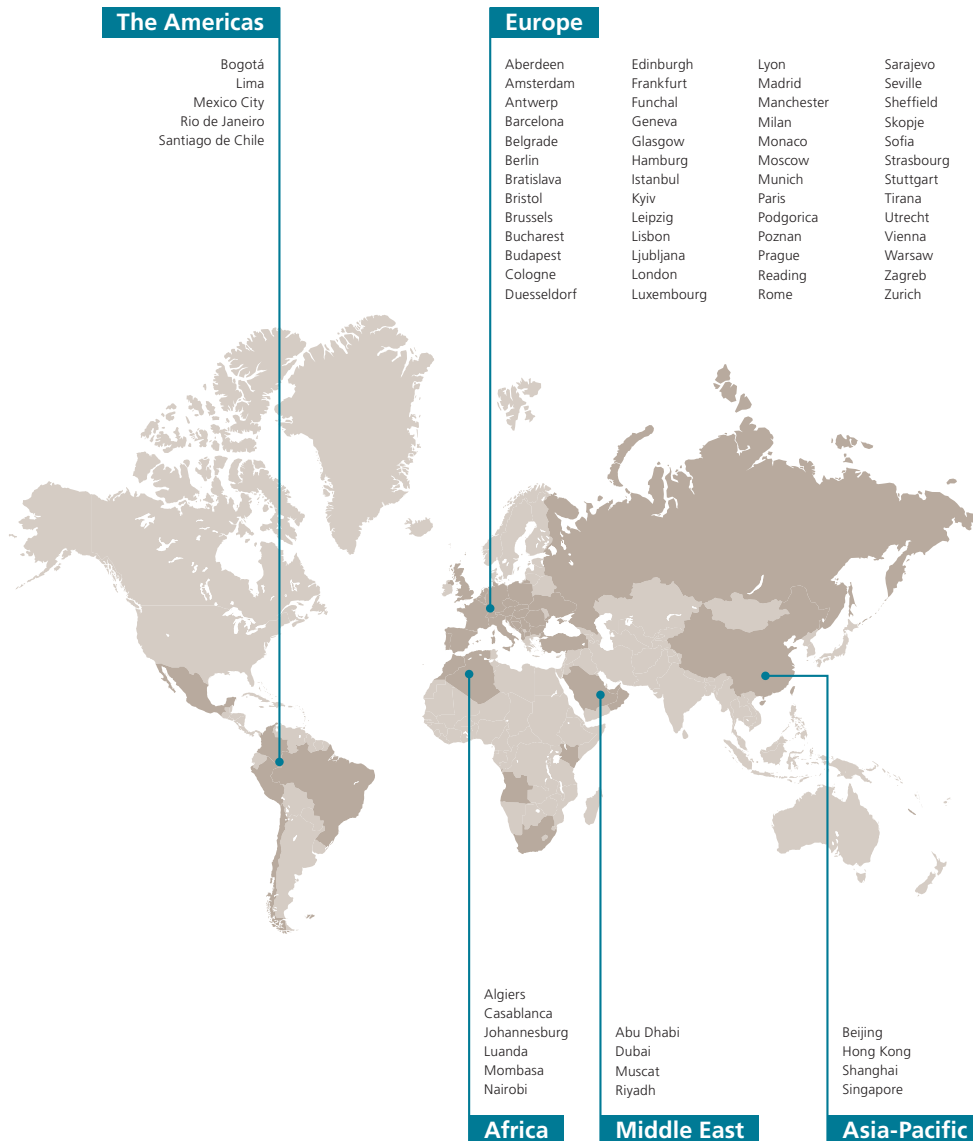 The Americas
Bogotá
Lima
Mexico City
Rio de Janeiro
Santiago de Chile
Europe
Aberdeen
Amsterdam
Antwerp
Barcelona
Belgrade
Berlin
Bratislava
Bristol
Brussels
Bucharest
Budapest
Cologne
Duesseldorf
Edinburgh
Frankfurt
Funchal
Geneva
Glasgow
Hamburg
Istanbul
Kyiv
Leipzig
Lisbon
Ljubljana
London
Luxembourg
Lyon
Madrid
Manchester
Milan
Monaco
Moscow
Munich
Paris
Podgorica
Poznan
Prague
Reading
Rome
Sarajevo
Seville
Sheffield
Skopje
Sofia
Strasbourg
Stuttgart
Tirana
Utrecht
Vienna
Warsaw
Zagreb
Zurich
Algiers
Casablanca
Johannesburg
Luanda
Mombasa
Nairobi
Africa
Abu Dhabi
Dubai
Muscat
Riyadh
Middle East
Beijing
Hong Kong
Shanghai
Singapore
Asia-Pacific